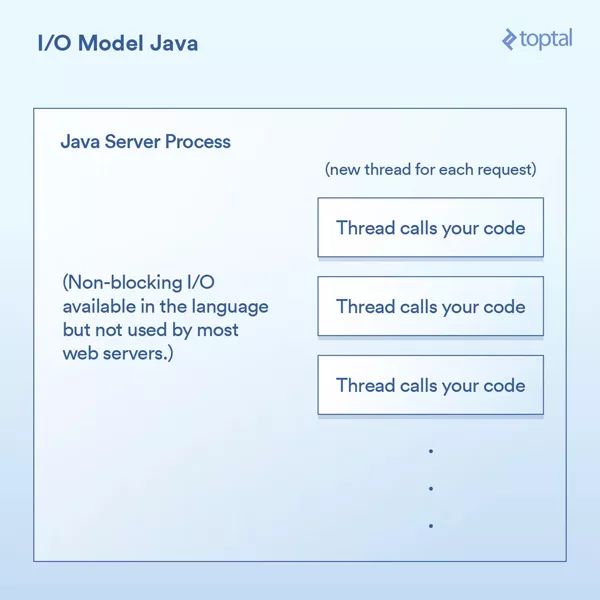 I/O Model Java
toptal
Java Server Process
(new thread for each request)
Thread calls your code
(Non-blocking I/O
available in the language
but not used by most
web servers.)
Thread calls your code
Thread calls your code